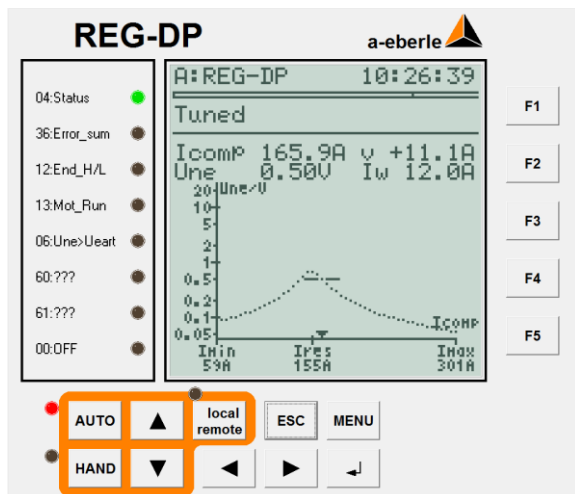 REG-DP
a-eberle
04:Status
36:Error_sum
12:End_H/L
13:Mot_Run
06:Une>Ueart
60:???
61:???
00:OFF
A:REG-DP 10:26:39
Tuned
IcomP 165.9A v +11.1A
Une 0.50V Iw 12.0A
Une/V
20
10
5
2
1
0.5
0.2
0.1
0.05
Icomp
Imin Ires Imax
59A 155A 301A
F1
F2
F3
F4
F5
AUTO
local
remote
ESC
MENU
HAND